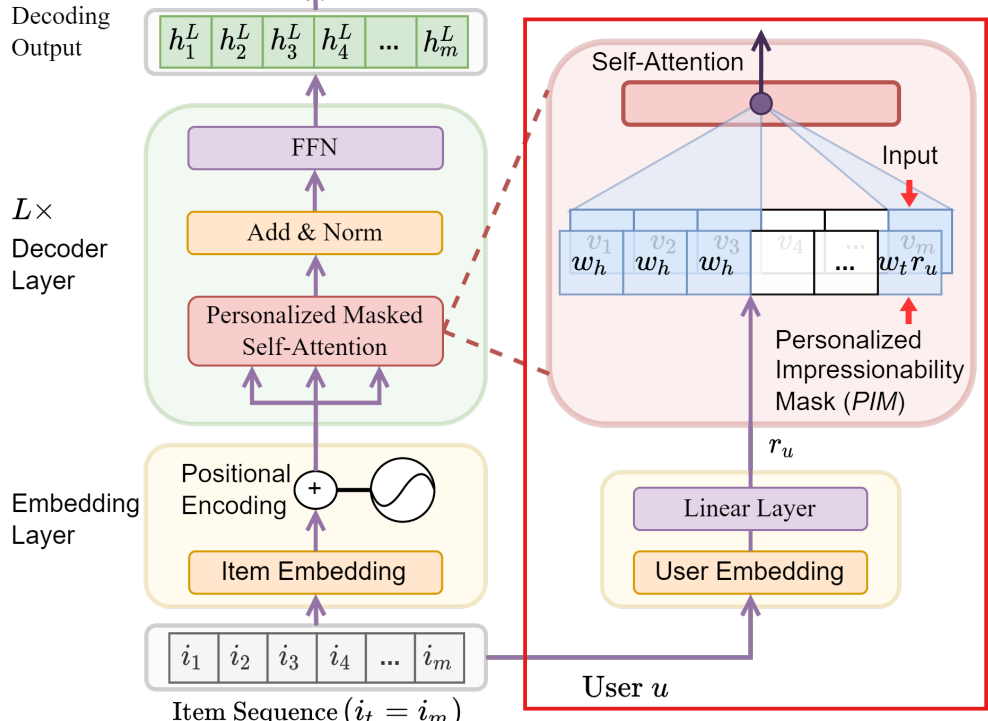 Decoding
Output
h_1^L h_2^L h_3^L h_4^L ... h_m^L
FFN
L×
Decoder
Layer
Add & Norm
Personalized Masked
Self-Attention
Positional
Encoding
+
Embedding
Layer
Item Embedding
i_1 i_2 i_3 i_4 ... i_m
Item Sequence (i_t = i_m)
Self-Attention
Input
v_1 v_2 v_3 v_4 ... v_m
w_h w_h w_h ... w_t r_u
Personalized
Impressionability
Mask (PIM)
r_u
Linear Layer
User Embedding
User u